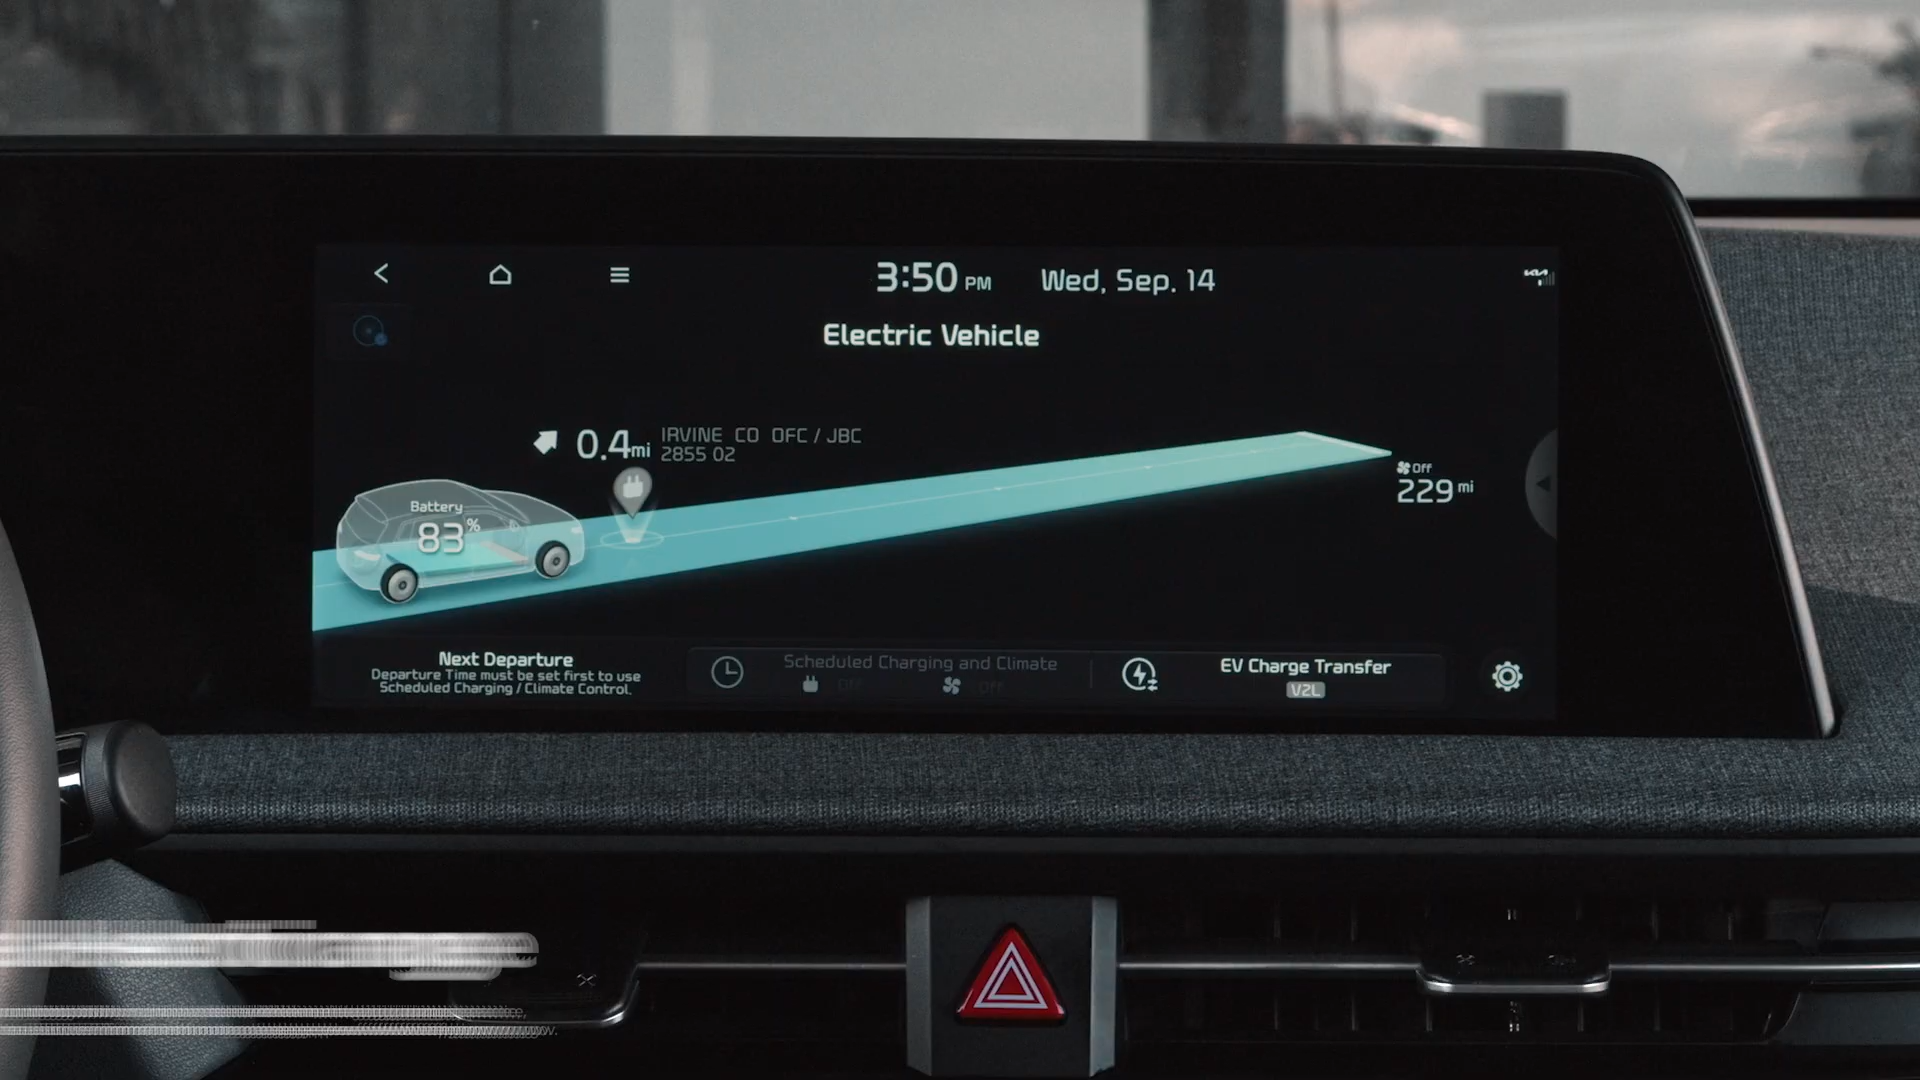 3:50 PM Wed, Sep. 14
Electric Vehicle
0.4mi IRVINE CO OFC / JBC
2855 02
Battery
83%
Off
229 mi
Next Departure
Departure Time must be set first to use
Scheduled Charging / Climate Control.
Scheduled Charging and Climate
Off Off
EV Charge Transfer
V2L